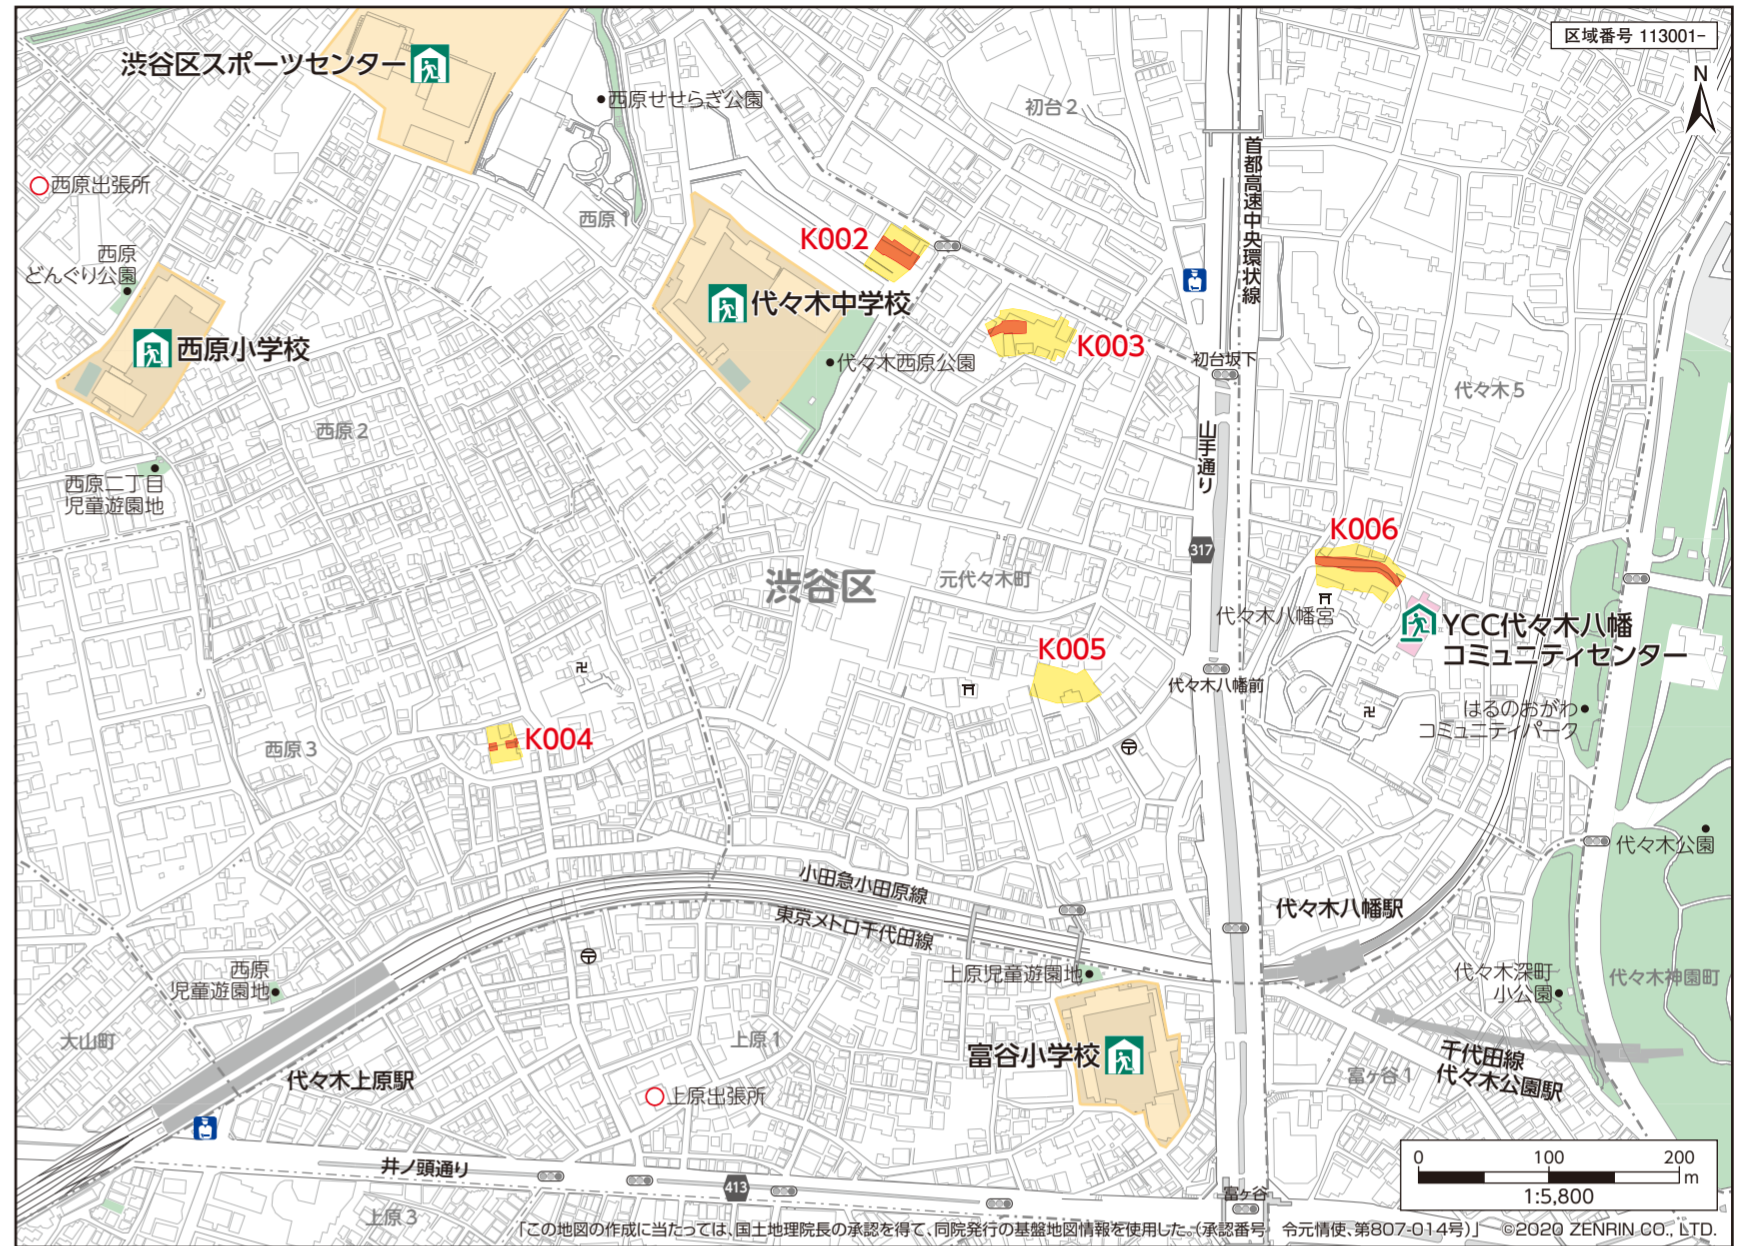 区域番号 113001-
N
渋谷区スポーツセンター
西原せせらぎ公園
初台2
首都高速中央環状線
西原出張所
西原1
K002
西原
どんぐり公園
代々木中学校
K003
西原小学校
代々木西原公園
初台坂下
代々木5
西原2
山手通り
西原二丁目
児童遊園地
K006
317
渋谷区
元代々木町
代々木八幡宮
YCC代々木八幡
コミュニティセンター
K005
代々木八幡前
はるのおがわ
コミュニティパーク
K004
西原3
代々木公園
小田急小田原線
東京メトロ千代田線
代々木八幡駅
西原
児童遊園地
上原児童遊園地
代々木深町
小公園
代々木神園町
大山町
上原1
富谷小学校
千代田線
代々木公園駅
富ケ谷1
代々木上原駅
上原出張所
井ノ頭通り
413
富ケ谷
上原3
0 100 200
m
1:5,800
「この地図の作成に当たっては、国土地理院長の承認を得て、同院発行の基盤地図情報を使用した。(承認番号 令元情使、第807-014号)」 ©2020 ZENRIN CO., LTD.